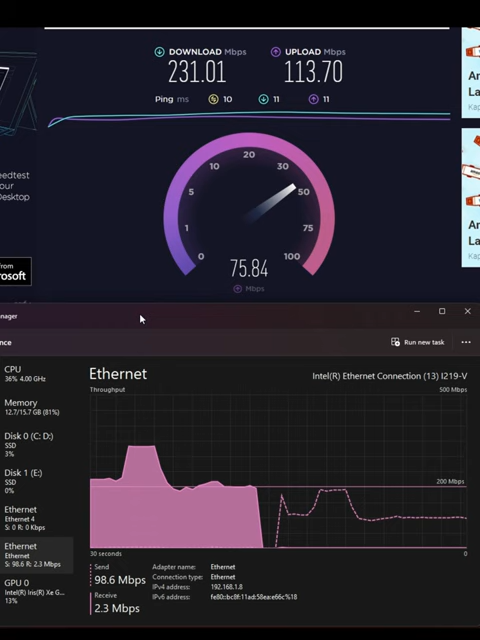 DOWNLOAD Mbps
231.01
UPLOAD Mbps
113.70
Ping ms 10 11 11
An
La
Kap
An
La
Kap
eedtest
our
Desktop
rom
rosoft
0
1
5
10
20
30
50
75
100
75.84
Mbps
nager
nce
Run new task
CPU
36% 4.00 GHz
Memory
12.7/15.7 GB (81%)
Disk 0 (C: D:)
SSD
3%
Disk 1 (E:)
SSD
0%
Ethernet
Ethernet 4
S: 0 R: 0 Kbps
Ethernet
Ethernet
S: 98.6 R: 2.3 Mbps
GPU 0
Intel(R) Iris(R) Xe G...
13%
Ethernet
Intel(R) Ethernet Connection (13) I219-V
Throughput
500 Mbps
200 Mbps
30 seconds
0
Send
98.6 Mbps
Receive
2.3 Mbps
Adapter name: Ethernet
Connection type: Ethernet
IPv4 address: 192.168.1.8
IPv6 address: fe80::bc8f:11ad:58ea:e66c%18